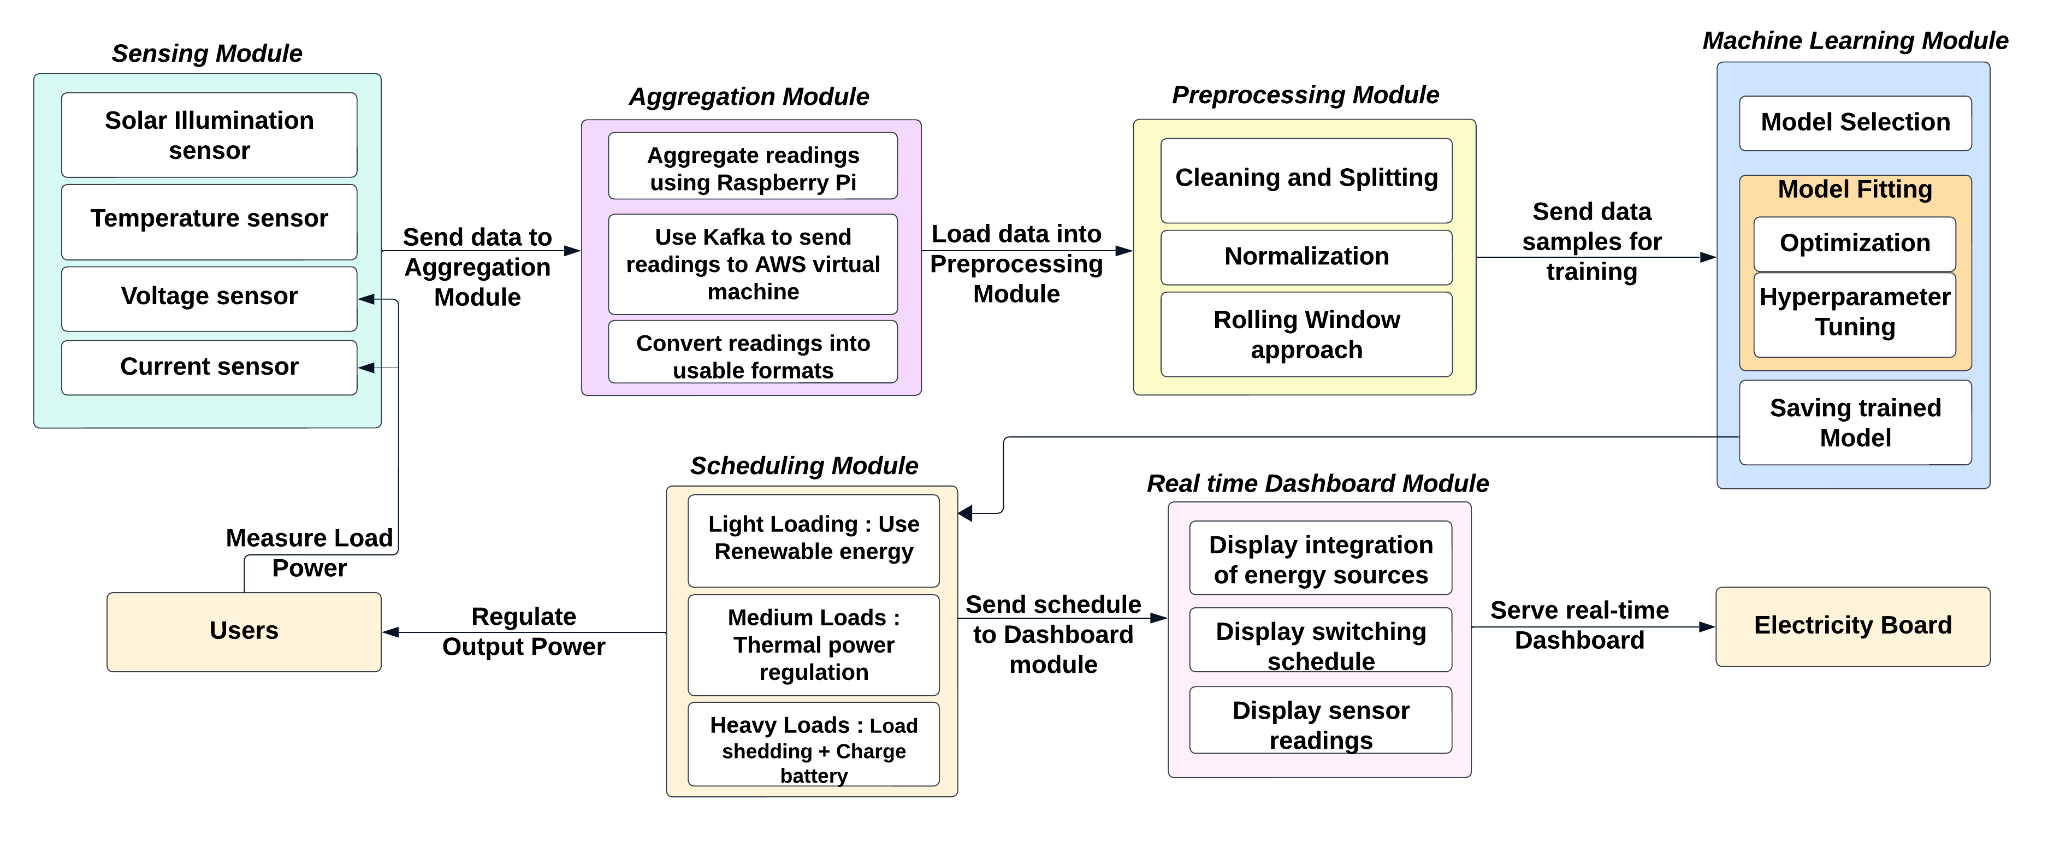 Sensing Module
Solar Illumination
sensor
Temperature sensor
Voltage sensor
Current sensor
Send data to
Aggregation
Module
Aggregation Module
Aggregate readings
using Raspberry Pi
Use Kafka to send
readings to AWS virtual
machine
Convert readings into
usable formats
Load data into
Preprocessing
Module
Preprocessing Module
Cleaning and Splitting
Normalization
Rolling Window
approach
Send data
samples for
training
Machine Learning Module
Model Selection
Model Fitting
Optimization
Hyperparameter
Tuning
Saving trained
Model
Scheduling Module
Light Loading : Use
Renewable energy
Medium Loads :
Thermal power
regulation
Heavy Loads : Load
shedding + Charge
battery
Regulate
Output Power
Users
Measure Load
Power
Send schedule
to Dashboard
module
Real time Dashboard Module
Display integration
of energy sources
Display switching
schedule
Display sensor
readings
Serve real-time
Dashboard
Electricity Board